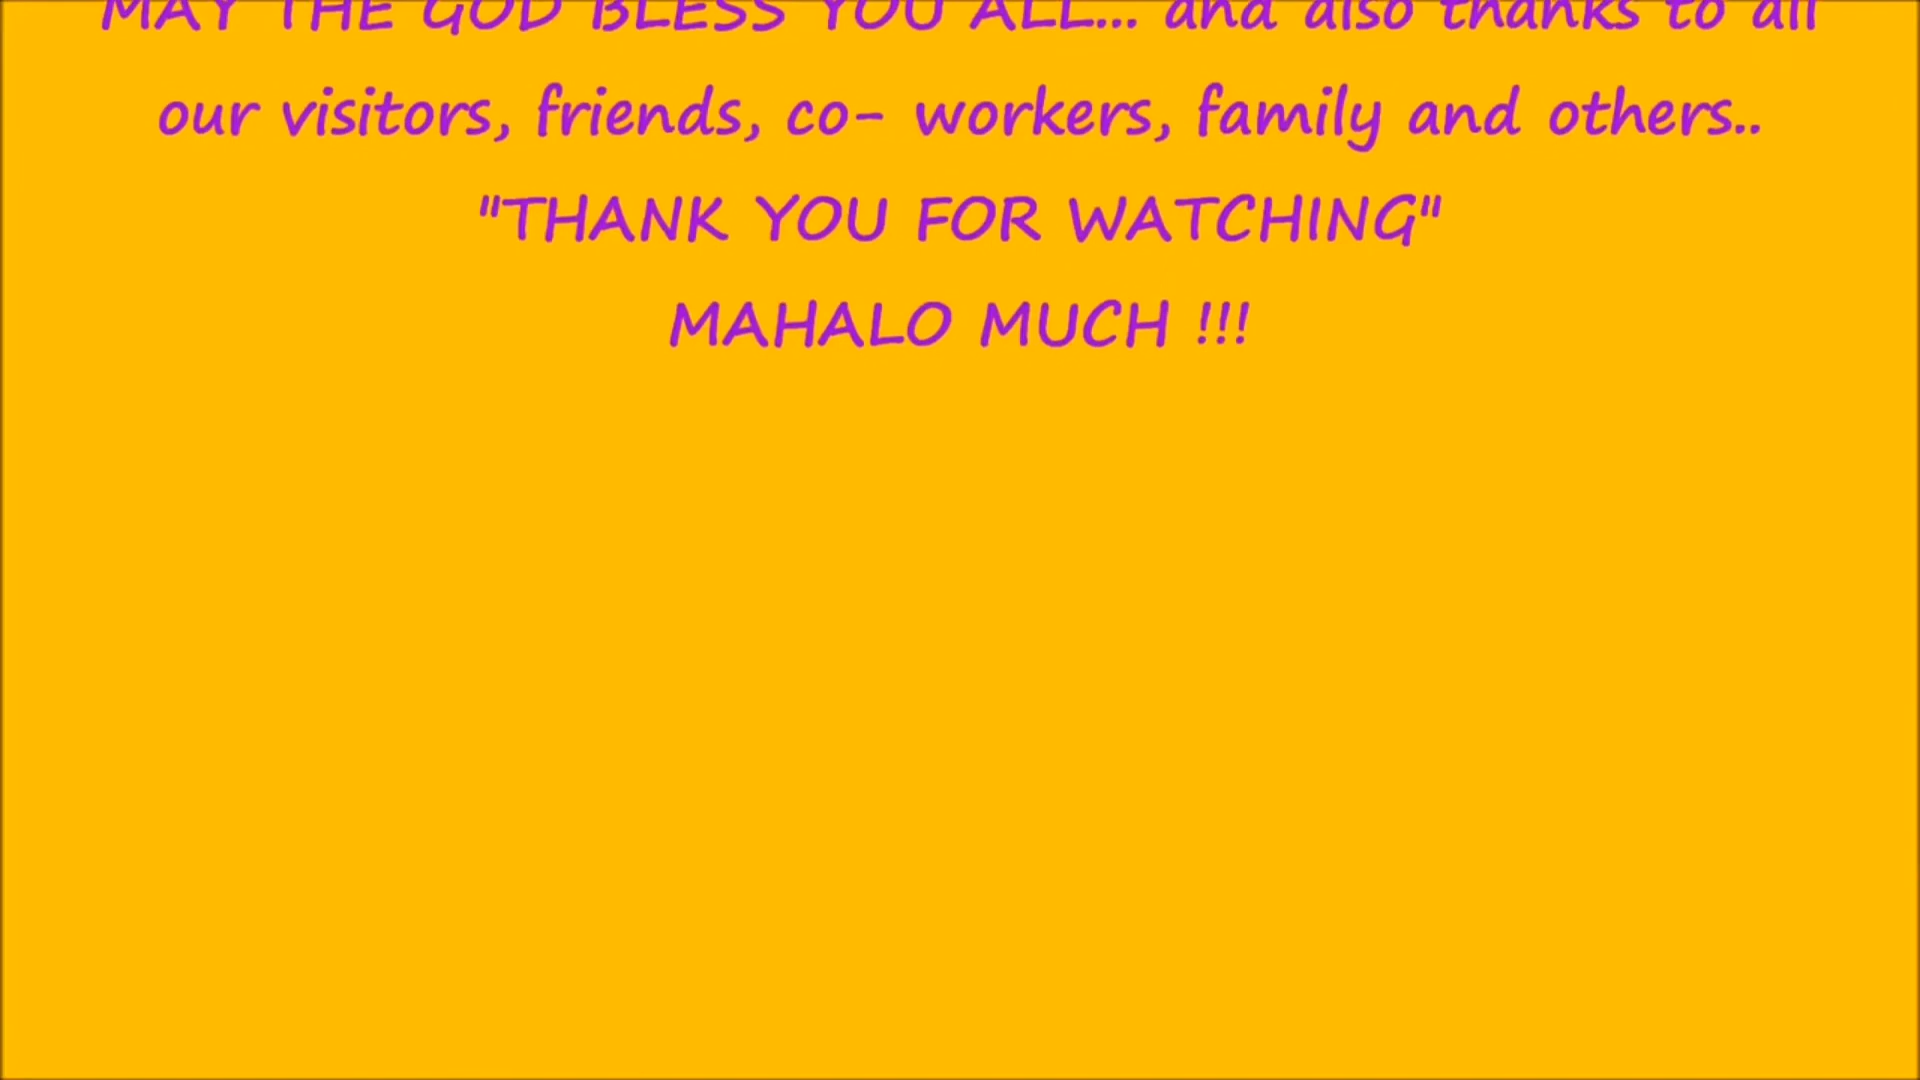 MAY THE GOD BLESS YOU ALL... and also thanks to all
our visitors, friends, co- workers, family and others..
"THANK YOU FOR WATCHING"
MAHALO MUCH !!!